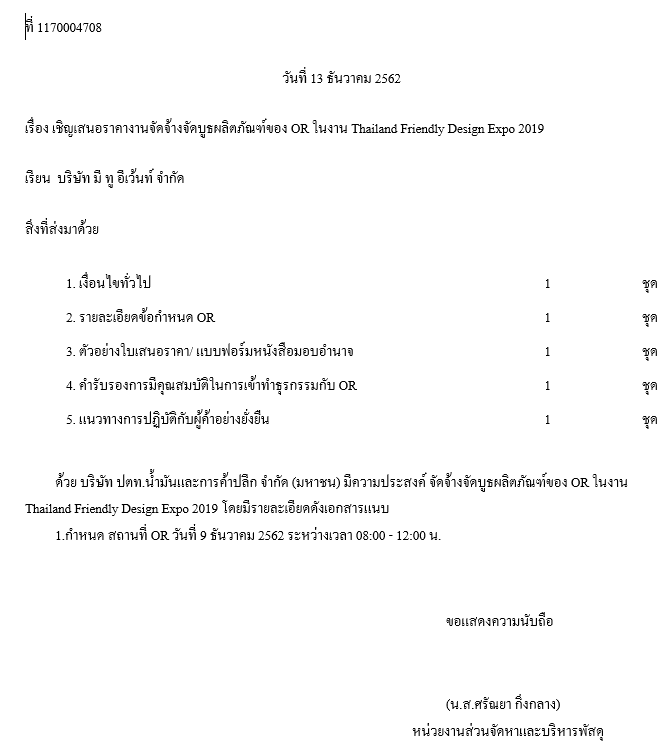 ที่ 1170004708
วันที่ 13 ธันวาคม 2562
เรื่อง เชิญเสนอราคางานจัดจ้างจัดบูธผลิตภัณฑ์ของ OR ในงาน Thailand Friendly Design Expo 2019
เรียน บริษัท มี ทู อีเว้นท์ จำกัด
สิ่งที่ส่งมาด้วย
1. เงื่อนไขทั่วไป 1 ชุด
2. รายละเอียดข้อกำหนด OR 1 ชุด
3. ตัวอย่างใบเสนอราคา/ แบบฟอร์มหนังสือมอบอำนาจ 1 ชุด
4. คำรับรองการมีคุณสมบัติในการเข้าทำธุรกรรมกับ OR 1 ชุด
5. แนวทางการปฏิบัติกับผู้ค้าอย่างยั่งยืน 1 ชุด
ด้วย บริษัท ปตท.น้ำมันและการค้าปลีก จำกัด (มหาชน) มีความประสงค์ จัดจ้างจัดบูธผลิตภัณฑ์ของ OR ในงาน
Thailand Friendly Design Expo 2019 โดยมีรายละเอียดดังเอกสารแนบ
1.กำหนด สถานที่ OR วันที่ 9 ธันวาคม 2562 ระหว่างเวลา 08:00 - 12:00 น.
ขอแสดงความนับถือ
(น.ส.ศรัณยา กิ่งกลาง)
หน่วยงานส่วนจัดหาและบริหารพัสดุ